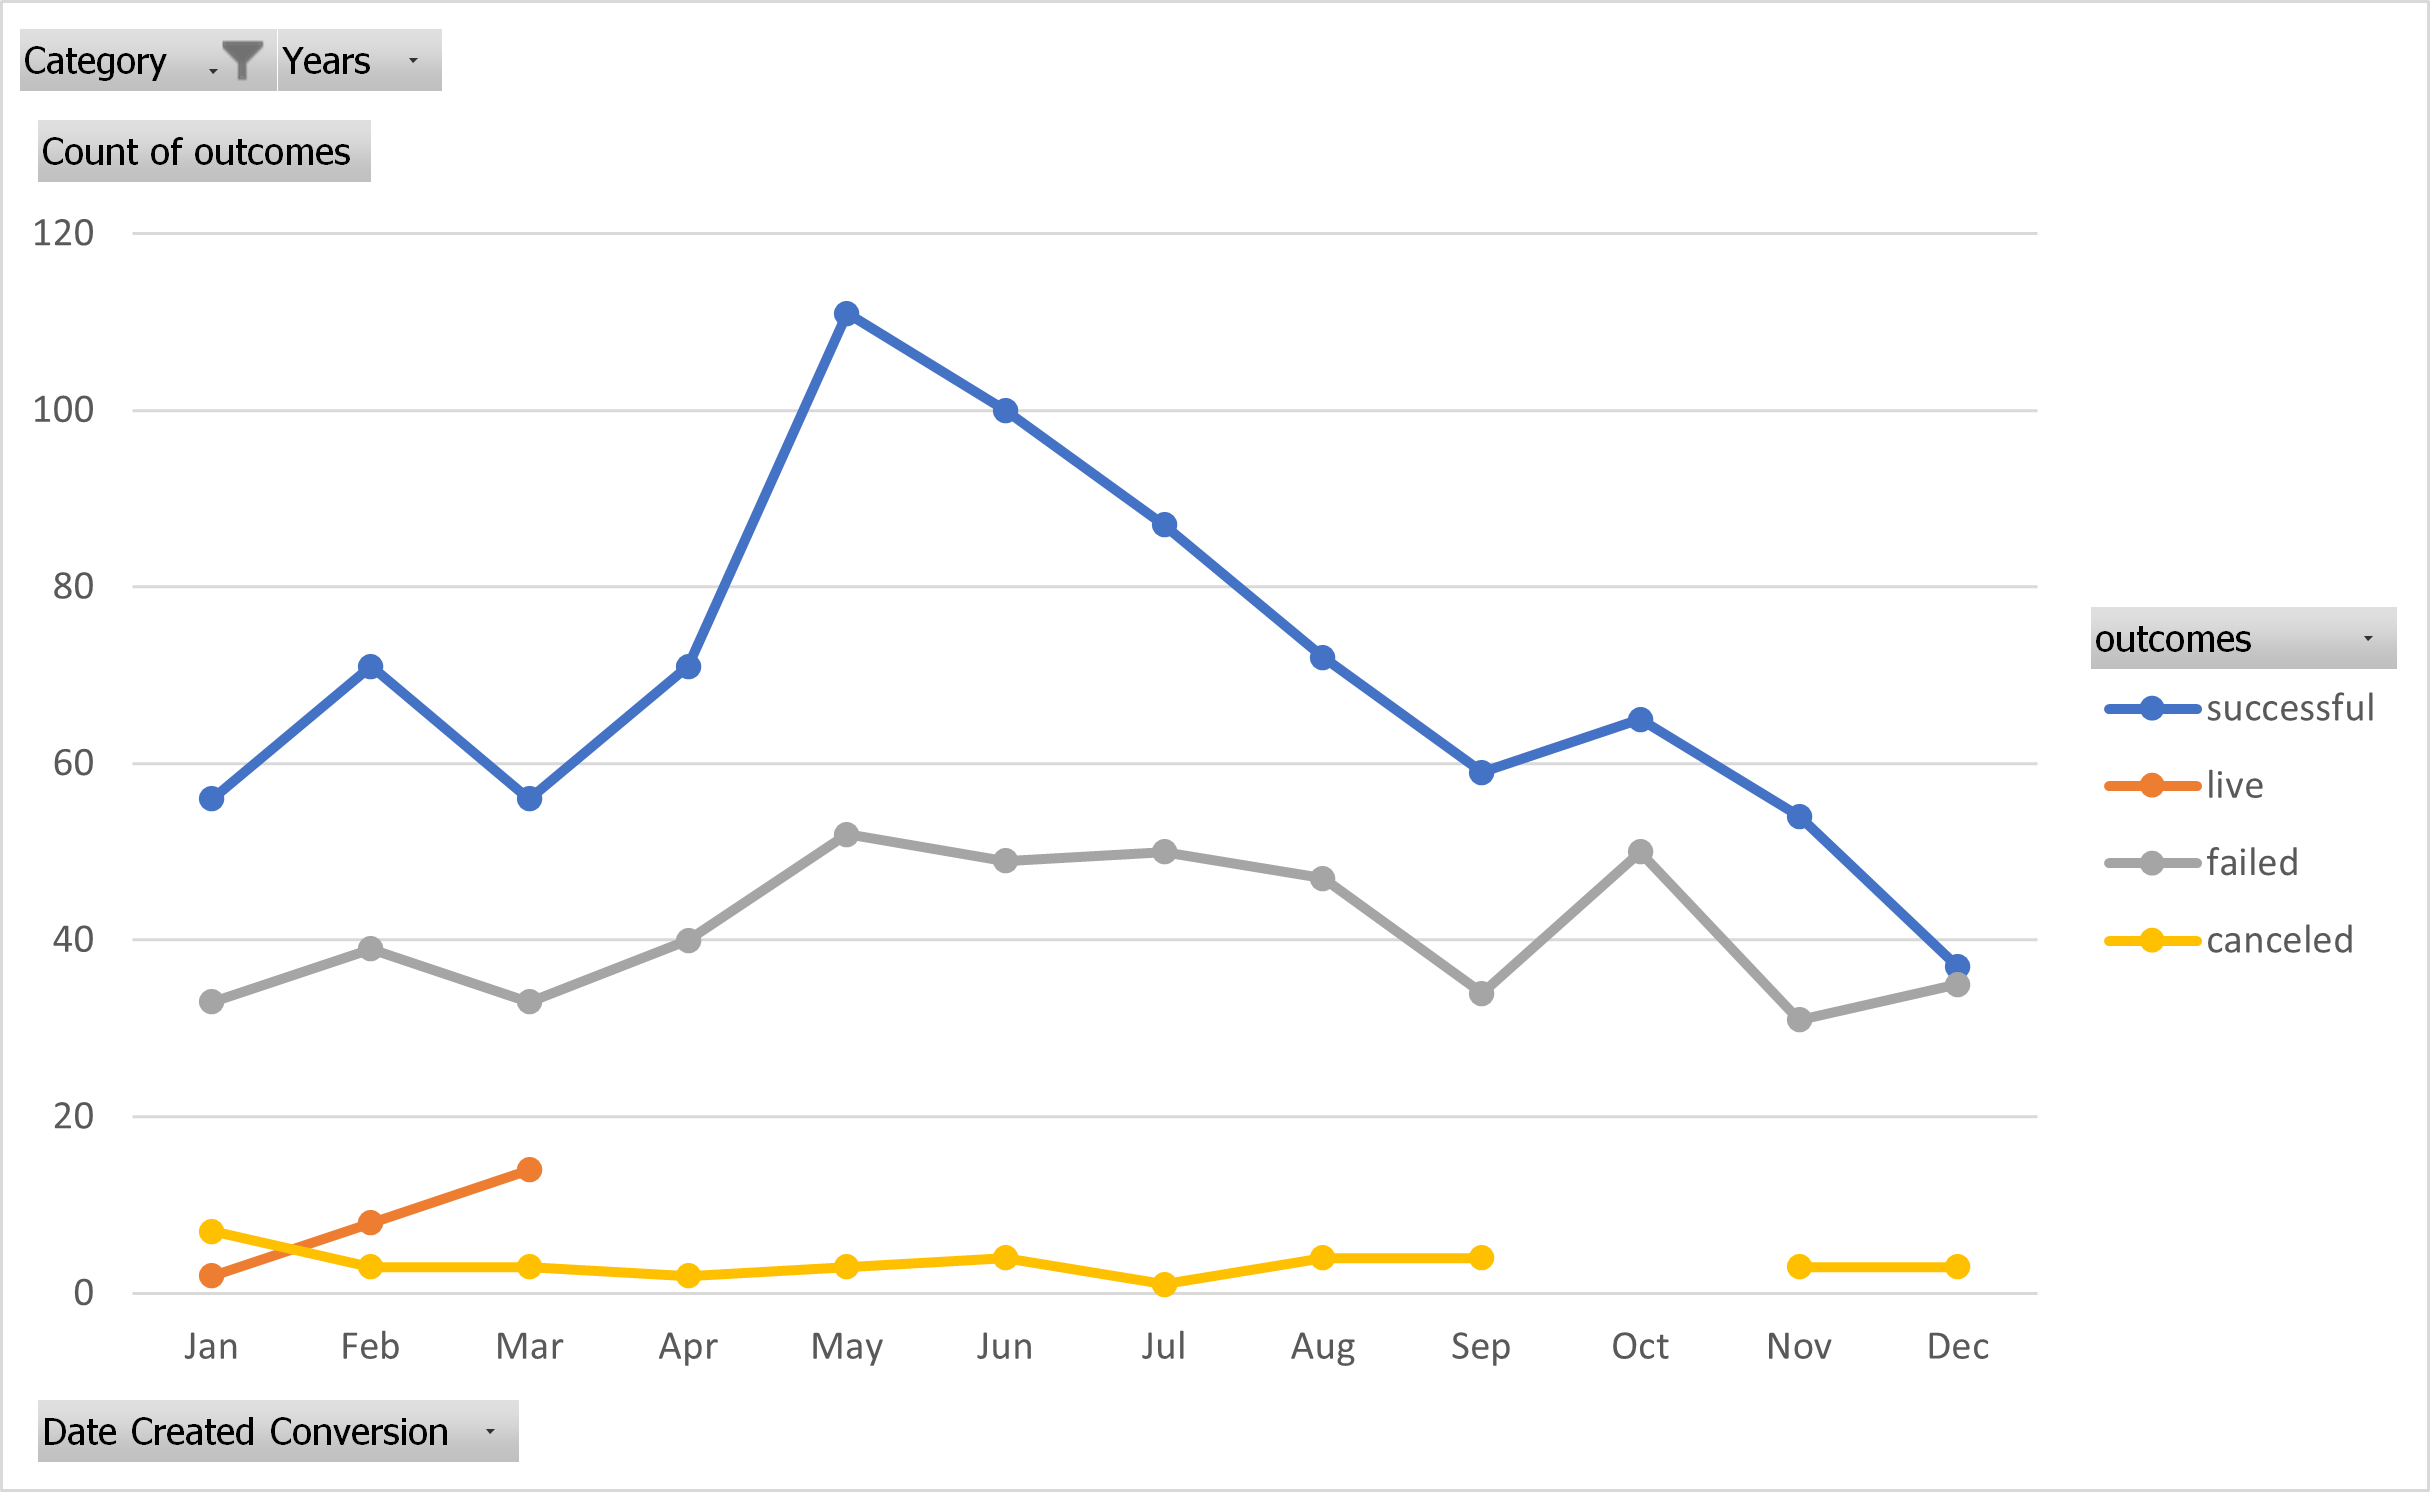 Category Years
Count of outcomes
120
100
80
60
40
20
0
Jan Feb Mar Apr May Jun Jul Aug Sep Oct Nov Dec
outcomes
successful
live
failed
canceled
Date Created Conversion